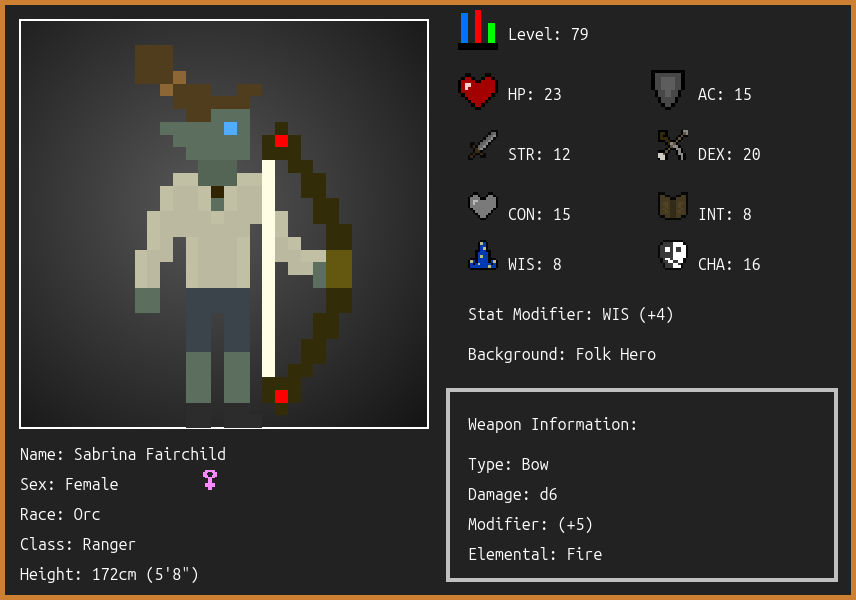 Level: 79
HP: 23
AC: 15
STR: 12
DEX: 20
CON: 15
INT: 8
WIS: 8
CHA: 16
Stat Modifier: WIS (+4)
Background: Folk Hero
Weapon Information:
Type: Bow
Damage: d6
Modifier: (+5)
Elemental: Fire
Name: Sabrina Fairchild
Sex: Female
Race: Orc
Class: Ranger
Height: 172cm (5'8")